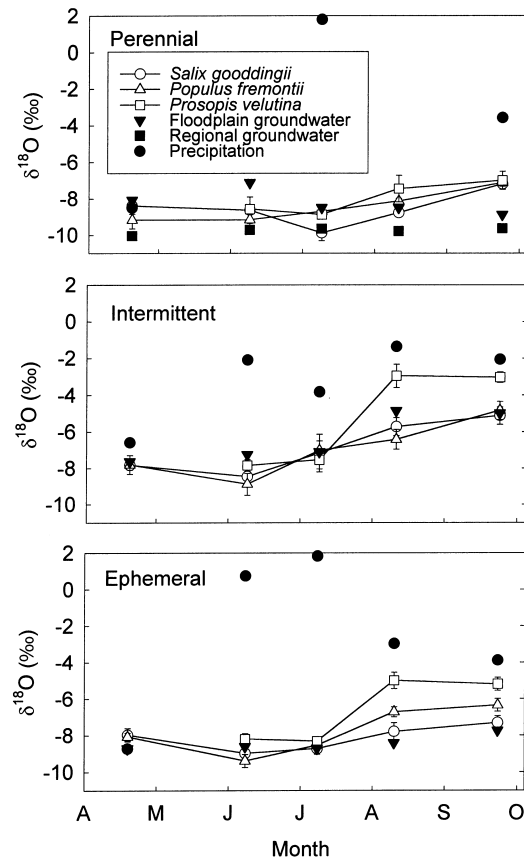 2
Perennial
0
Salix gooddingii
-2
Populus fremontii
Prosopis velutina
-4
Floodplain groundwater
Regional groundwater
-6
Precipitation
-8
-10
δ18O (‰)
2
Intermittent
0
-2
-4
-6
-8
-10
δ18O (‰)
2
Ephemeral
0
-2
-4
-6
-8
-10
δ18O (‰)
A M J J A S O
Month